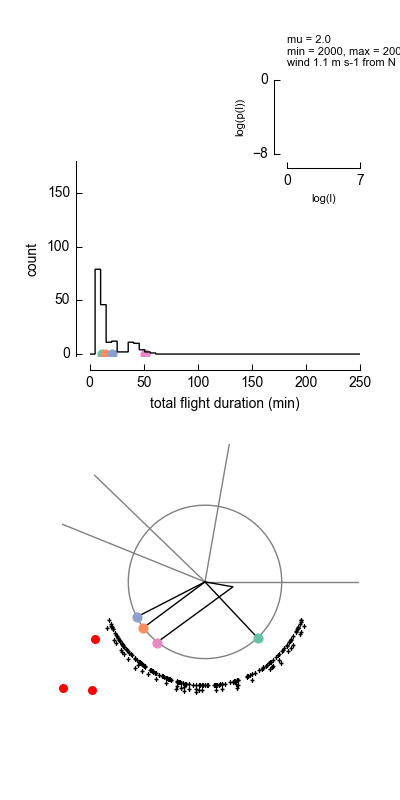 mu = 2.0
min = 2000, max = 200
wind 1.1 m s-1 from N
0
log(p(l))
−8
0 7
log(l)
150
100
count
50
0
0 50 100 150 200 250
total flight duration (min)